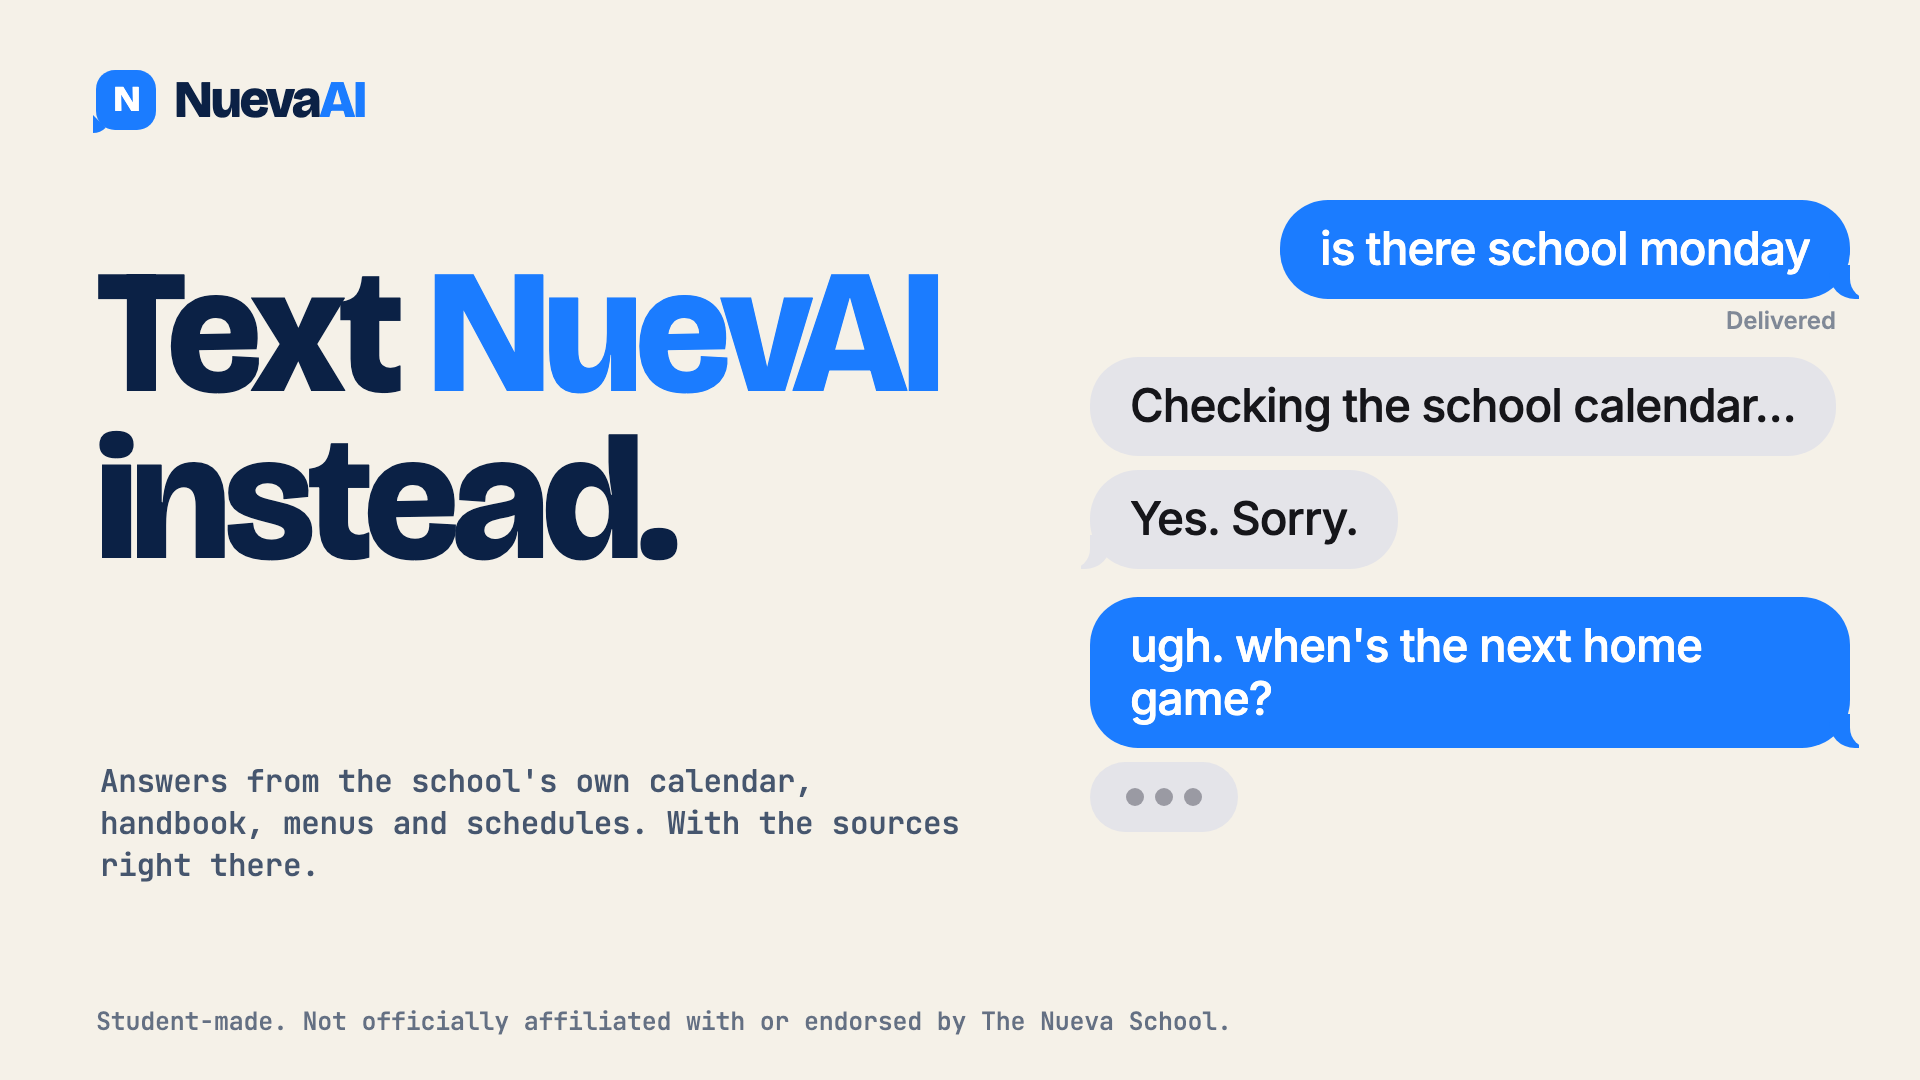 N
NuevaAI
Text NuevAI
instead.
Answers from the school's own calendar,
handbook, menus and schedules. With the sources
right there.
is there school monday
Delivered
Checking the school calendar...
Yes. Sorry.
ugh. when's the next home
game?
Student-made. Not officially affiliated with or endorsed by The Nueva School.